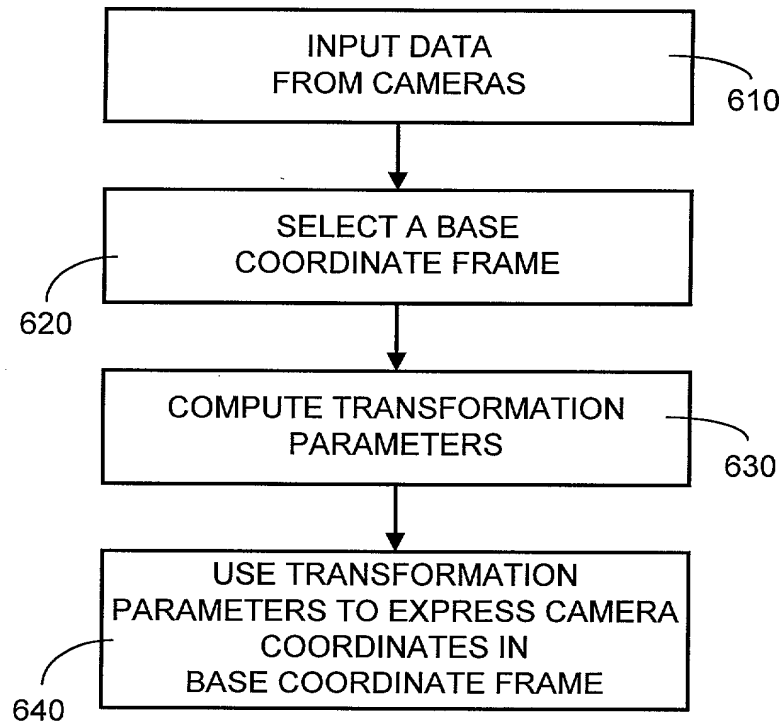 INPUT DATA
FROM CAMERAS
610
SELECT A BASE
COORDINATE FRAME
620
COMPUTE TRANSFORMATION
PARAMETERS
630
USE TRANSFORMATION
PARAMETERS TO EXPRESS CAMERA
COORDINATES IN
BASE COORDINATE FRAME
640